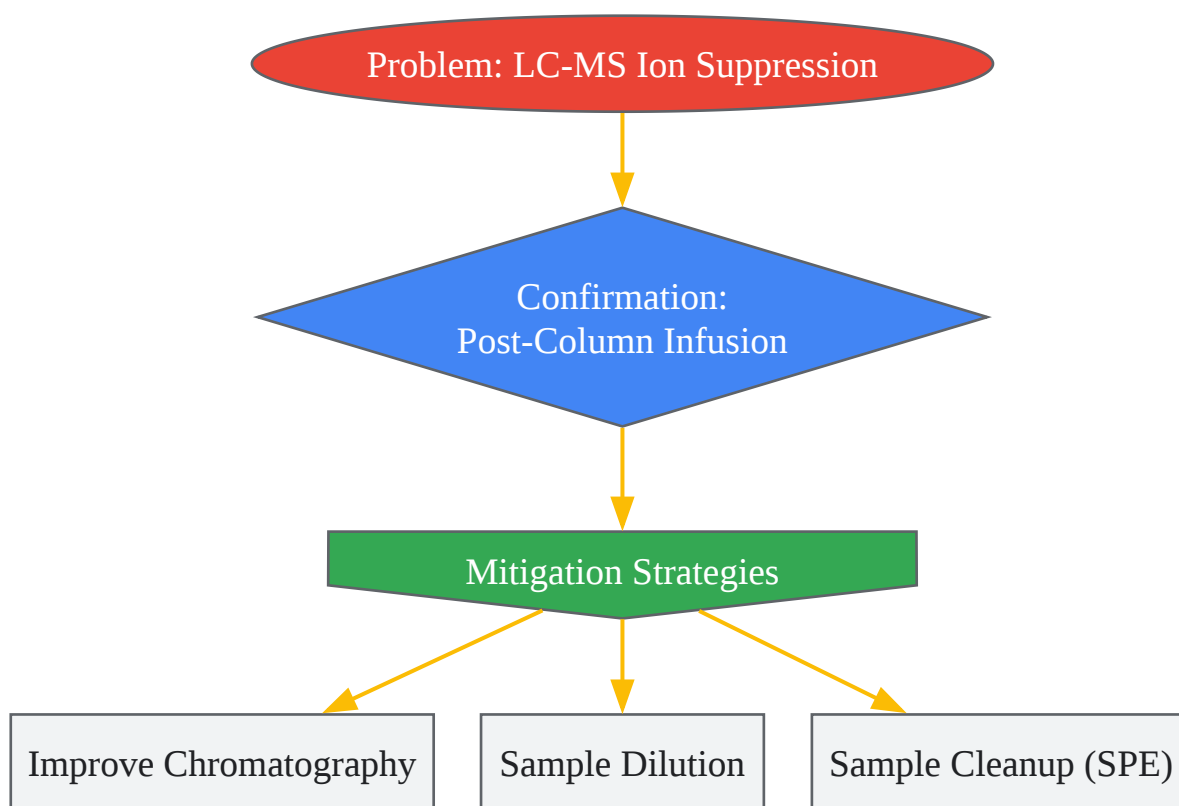 Problem: LC-MS Ion Suppression
Confirmation:
Post-Column Infusion
Mitigation Strategies
Improve Chromatography
Sample Dilution
Sample Cleanup (SPE)